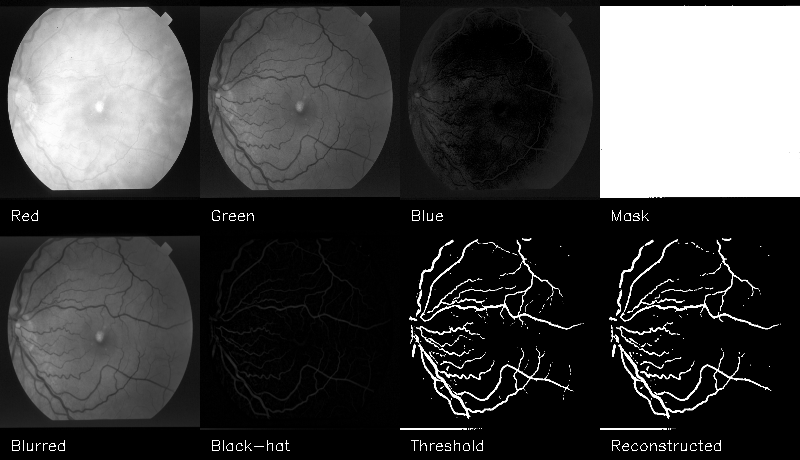 Red
Green
Blue
Mask
Blurred
Black-hat
Threshold
Reconstructed